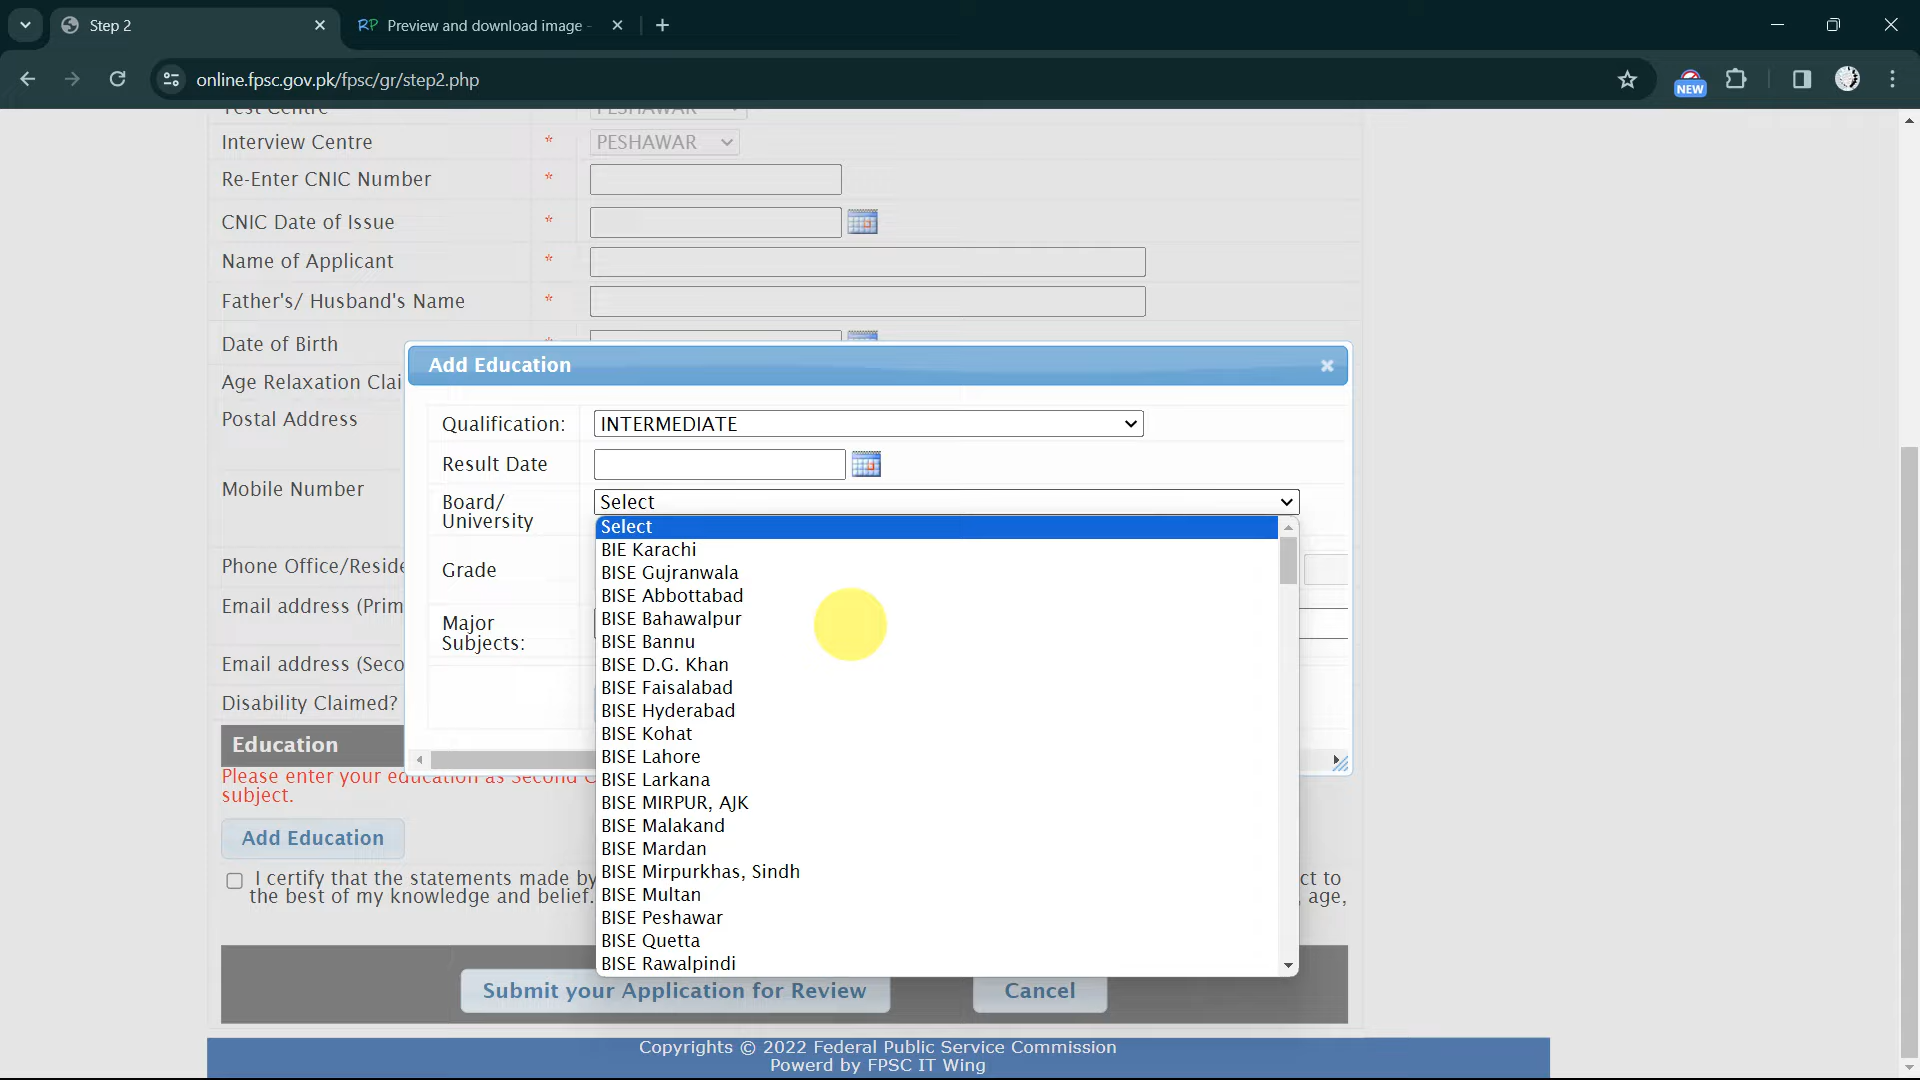 Step 2
RP Preview and download image -
online.fpsc.gov.pk/fpsc/gr/step2.php
NEW
Test Centre PESHAWAR
Interview Centre * PESHAWAR
Re-Enter CNIC Number *
CNIC Date of Issue *
Name of Applicant *
Father's/ Husband's Name *
Date of Birth
Age Relaxation Clai
Postal Address
Mobile Number
Phone Office/Reside
Email address (Prim
Email address (Seco
Disability Claimed?
Add Education
Qualification: INTERMEDIATE
Result Date
Board/
University
Select
Grade
Major
Subjects:
Select
BIE Karachi
BISE Gujranwala
BISE Abbottabad
BISE Bahawalpur
BISE Bannu
BISE D.G. Khan
BISE Faisalabad
BISE Hyderabad
BISE Kohat
BISE Lahore
BISE Larkana
BISE MIRPUR, AJK
BISE Malakand
BISE Mardan
BISE Mirpurkhas, Sindh
BISE Multan
BISE Peshawar
BISE Quetta
BISE Rawalpindi
Education
Please enter your education as Second C
subject.
Add Education
I certify that the statements made by ct to
the best of my knowledge and belief. age,
Submit your Application for Review
Cancel
Copyrights © 2022 Federal Public Service Commission
Powerd by FPSC IT Wing